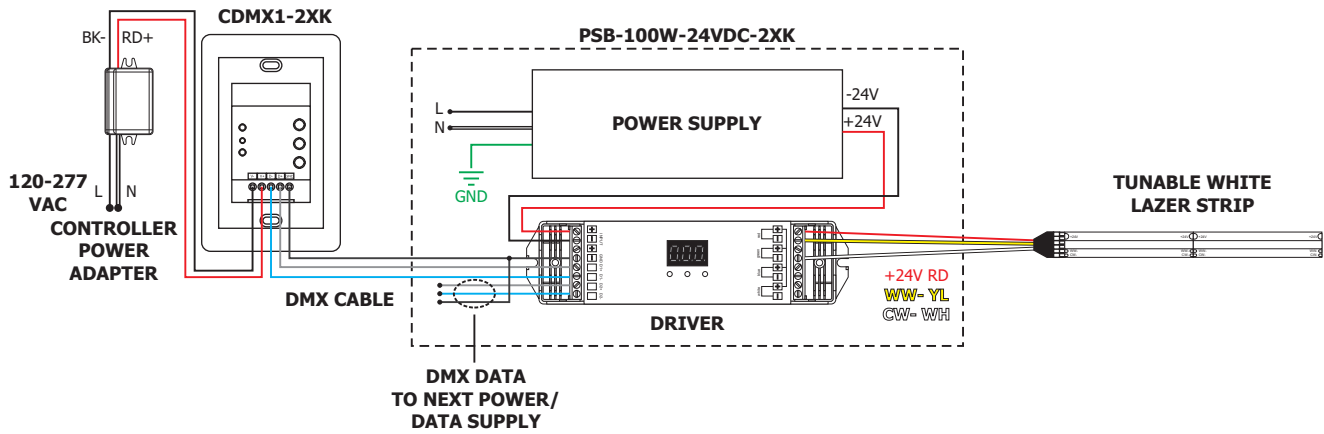 CDMX1-2XK
BK-
RD+
120-277
VAC
L
N
CONTROLLER
POWER
ADAPTER
PSB-100W-24VDC-2XK
L
N
GND
POWER SUPPLY
-24V
+24V
DMX CABLE
DMX DATA
TO NEXT POWER/
DATA SUPPLY
DRIVER
+24V RD
WW- YL
CW- WH
TUNABLE WHITE
LAZER STRIP